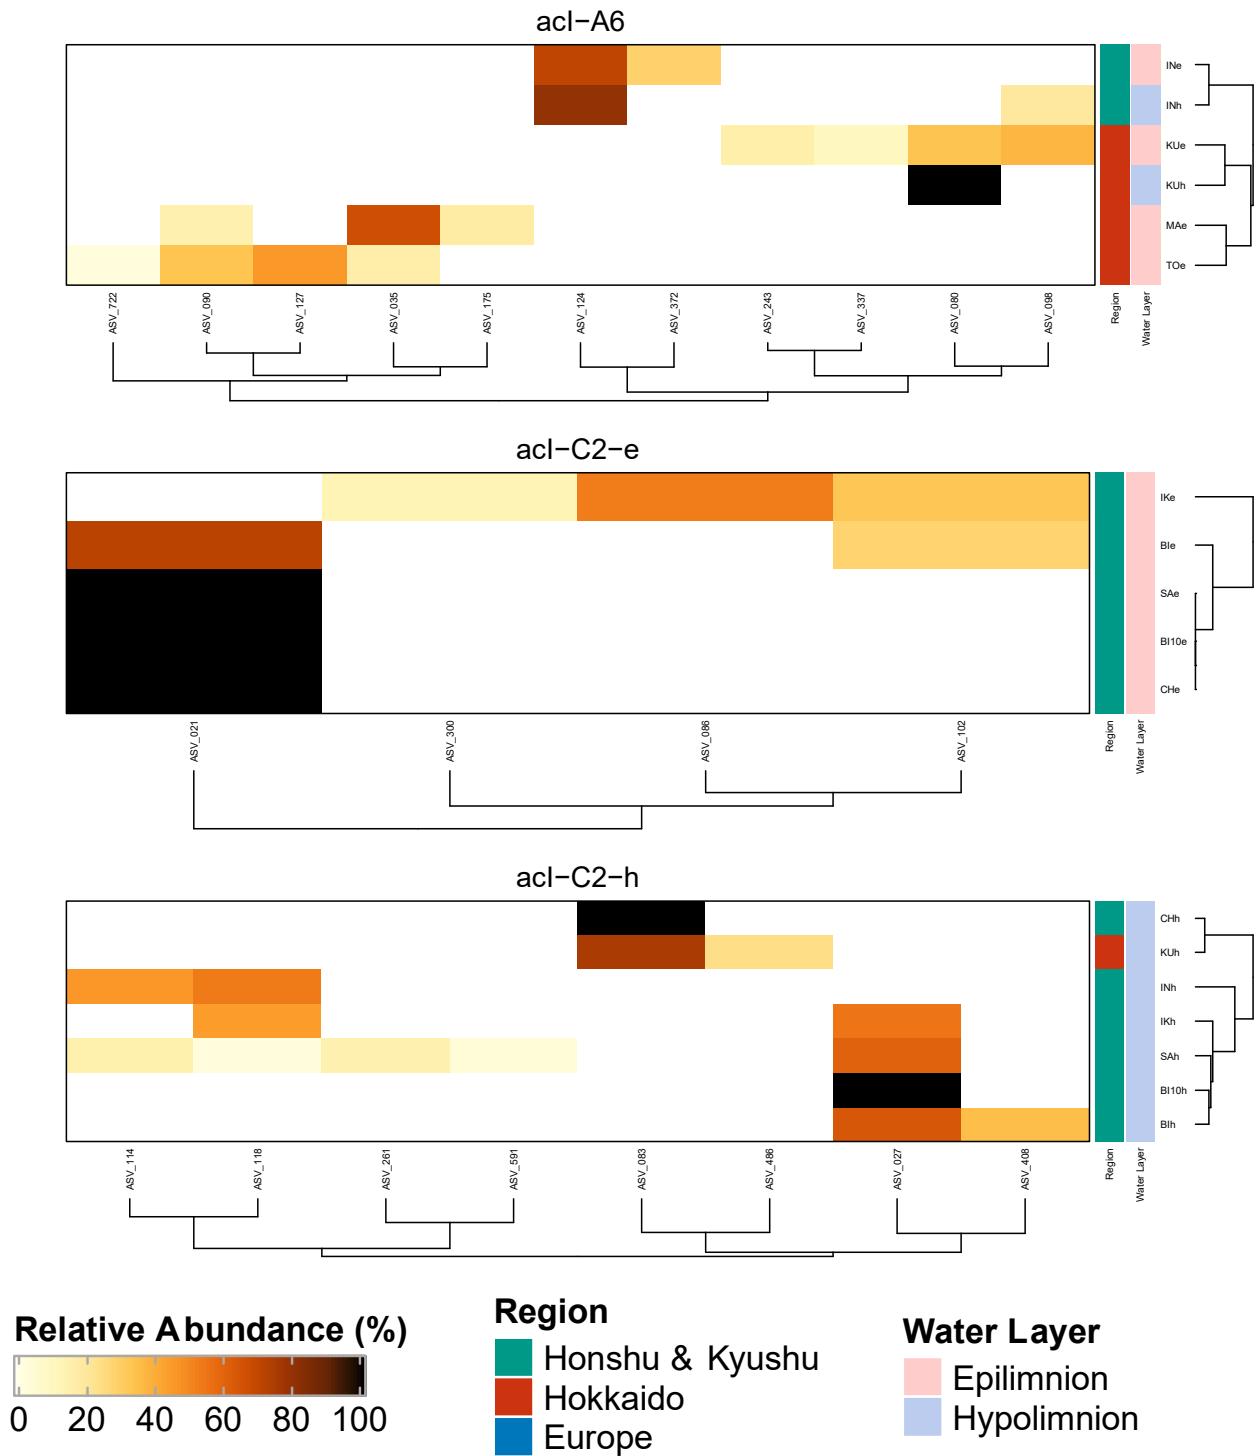 acI−A6
INe
INh
KUe
KUh
MAe
TOe
ASV_722
ASV_090
ASV_127
ASV_035
ASV_175
ASV_124
ASV_372
ASV_243
ASV_337
ASV_080
ASV_098
Region
Water Layer
acI−C2−e
IKe
BIe
SAe
BI10e
CHe
ASV_021
ASV_300
ASV_086
ASV_102
Region
Water Layer
acI−C2−h
CHh
KUh
INh
IKh
SAh
BI10h
BIh
ASV_114
ASV_118
ASV_261
ASV_591
ASV_083
ASV_486
ASV_027
ASV_408
Region
Water Layer
Relative Abundance (%)
0 20 40 60 80 100
Region
Honshu & Kyushu
Hokkaido
Europe
Water Layer
Epilimnion
Hypolimnion